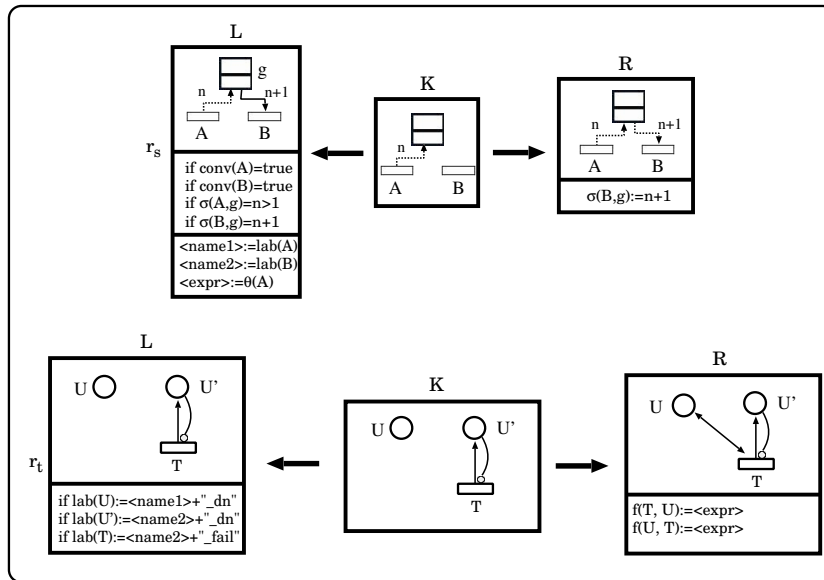 L
g
n
n+1
A
B
r_s
if conv(A)=true
if conv(B)=true
if σ(A,g)=n>1
if σ(B,g)=n+1
<name1>:=lab(A)
<name2>:=lab(B)
<expr>:=θ(A)
K
n
A
B
R
n
n+1
A
B
σ(B,g):=n+1
L
U
U'
T
r_t
if lab(U):=<name1>+"_dn"
if lab(U'):=<name2>+"_dn"
if lab(T):=<name2>+"_fail"
K
U
U'
T
R
U
U'
T
f(T, U):=<expr>
f(U, T):=<expr>